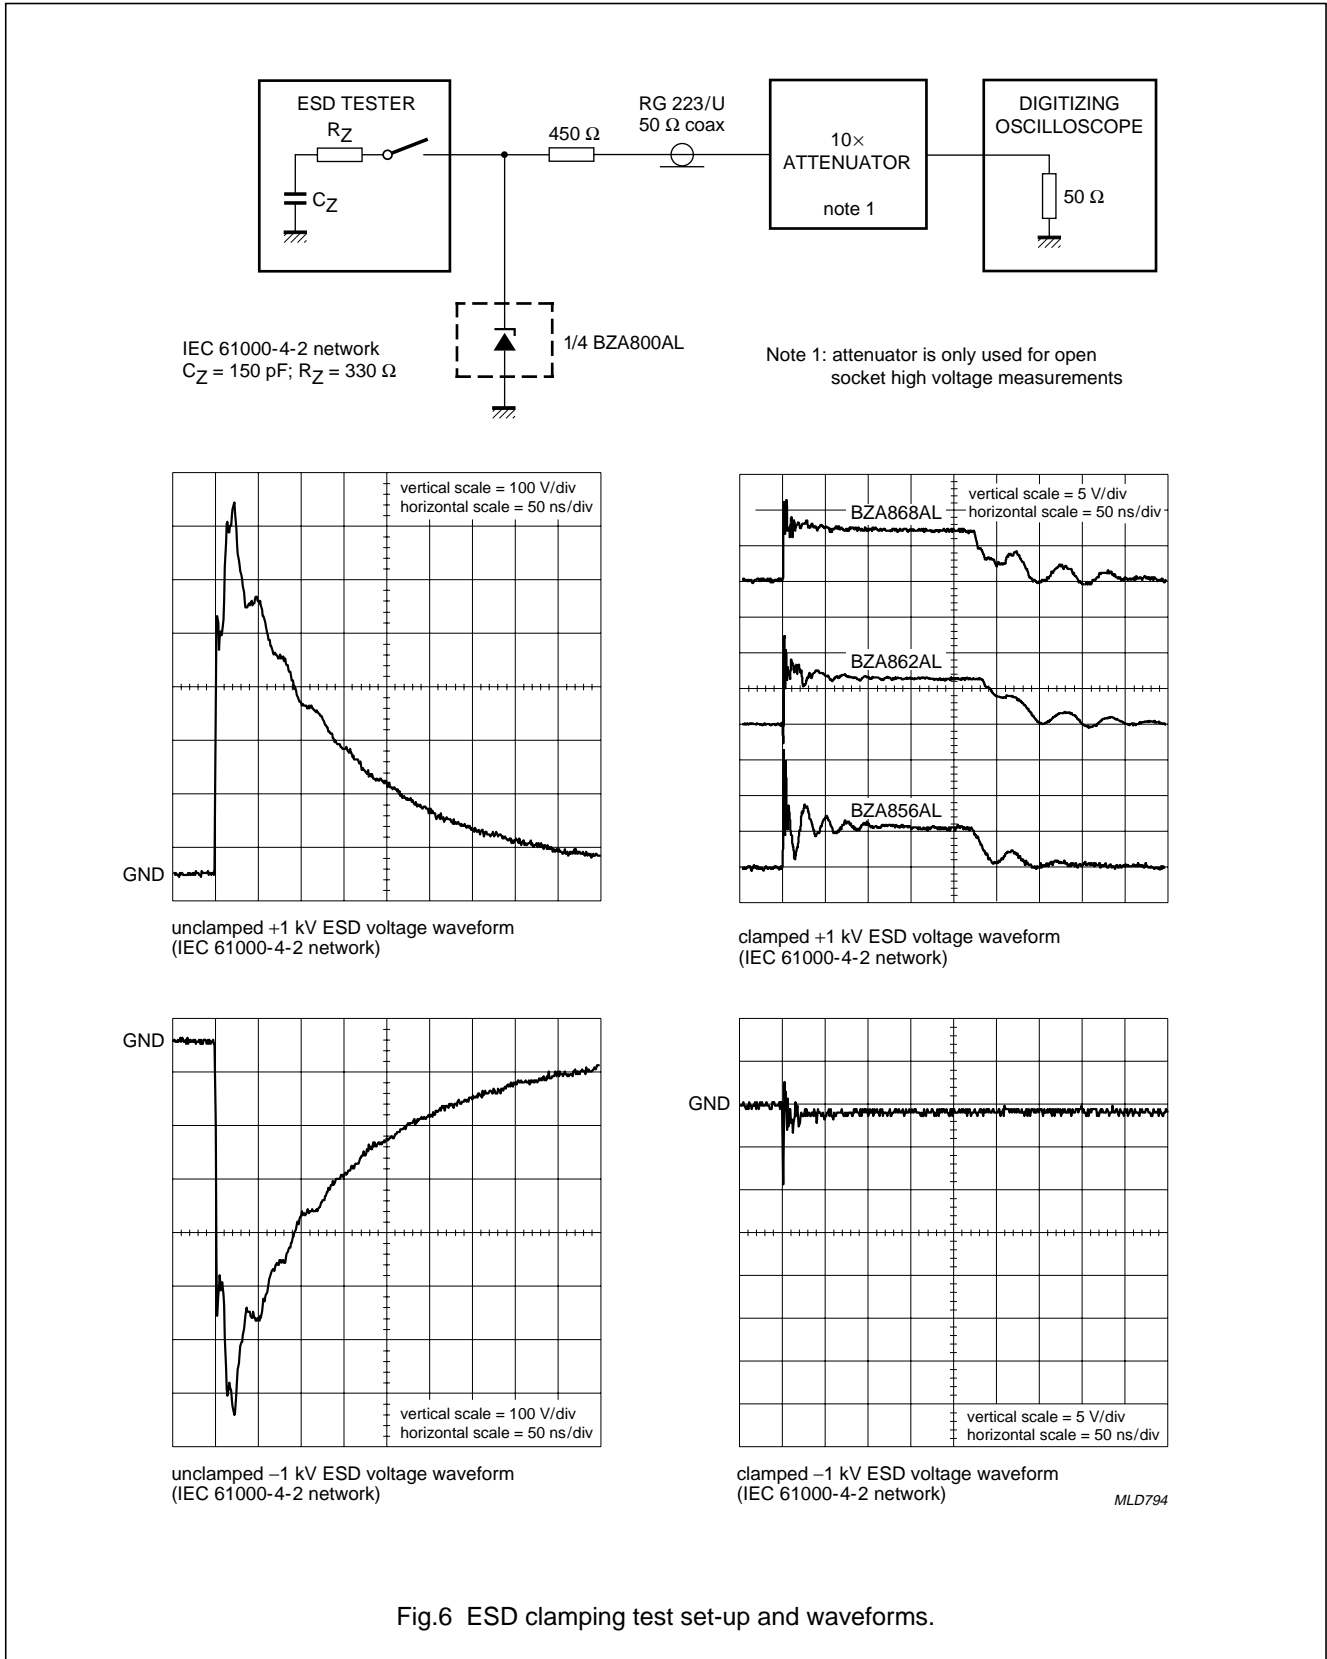 ESD TESTER
RZ
CZ
450 Ω
RG 223/U
50 Ω coax
10×
ATTENUATOR
note 1
DIGITIZING
OSCILLOSCOPE
50 Ω
1/4 BZA800AL
IEC 61000-4-2 network
CZ = 150 pF; RZ = 330 Ω
Note 1: attenuator is only used for open
socket high voltage measurements
vertical scale = 100 V/div
horizontal scale = 50 ns/div
GND
unclamped +1 kV ESD voltage waveform
(IEC 61000-4-2 network)
vertical scale = 5 V/div
horizontal scale = 50 ns/div
BZA868AL
BZA862AL
BZA856AL
clamped +1 kV ESD voltage waveform
(IEC 61000-4-2 network)
GND
vertical scale = 100 V/div
horizontal scale = 50 ns/div
unclamped −1 kV ESD voltage waveform
(IEC 61000-4-2 network)
GND
vertical scale = 5 V/div
horizontal scale = 50 ns/div
clamped −1 kV ESD voltage waveform
(IEC 61000-4-2 network)
MLD794
Fig.6 ESD clamping test set-up and waveforms.